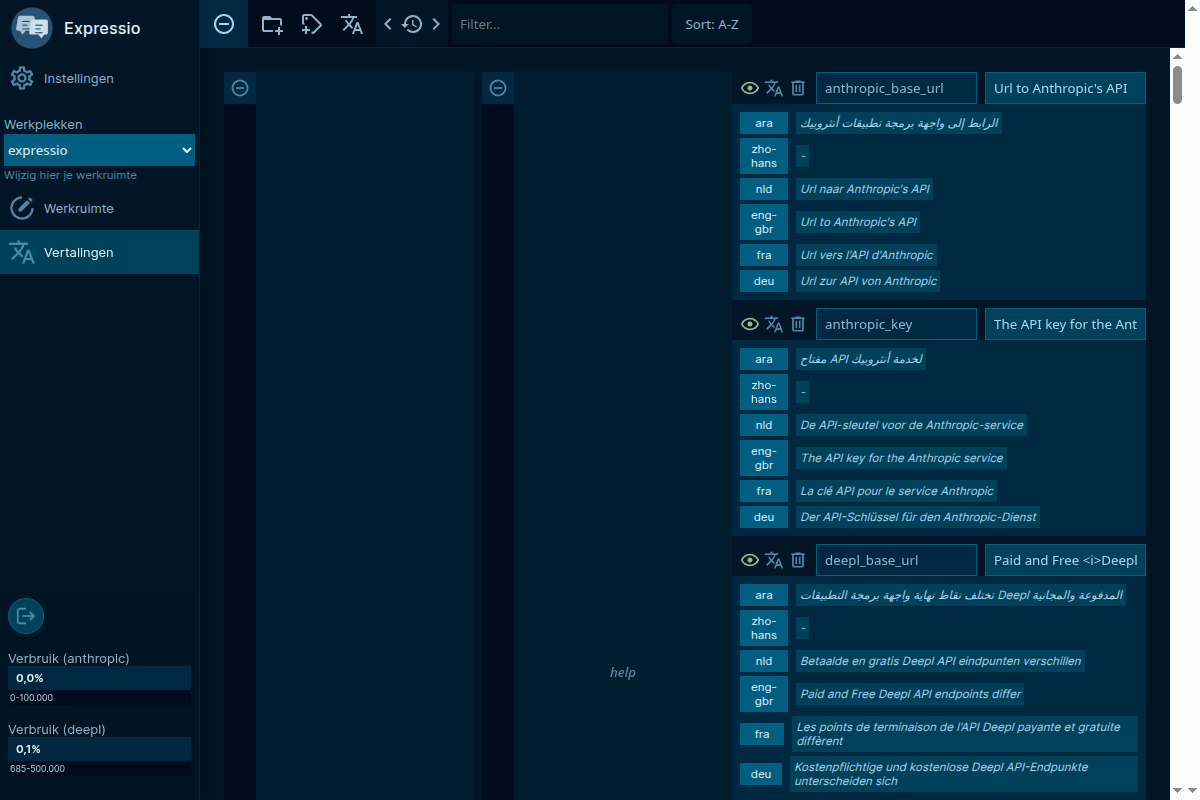 Expressio
Instellingen
Werkplekken
expressio
Wijzig hier je werkruimte
Werkruimte
Vertalingen
Verbruik (anthropic)
0,0%
0-100.000
Verbruik (deepl)
0,1%
685-500.000
Filter...
Sort: A-Z
help
anthropic_base_url
Url to Anthropic's API
ara
الرابط إلى واجهة برمجة تطبيقات أنثروبيك
zho-
hans
-
nld
Url naar Anthropic's API
eng-
gbr
Url to Anthropic's API
fra
Url vers l'API d'Anthropic
deu
Url zur API von Anthropic
anthropic_key
The API key for the Ant
ara
مفتاح API لخدمة أنثروبيك
zho-
hans
-
nld
De API-sleutel voor de Anthropic-service
eng-
gbr
The API key for the Anthropic service
fra
La clé API pour le service Anthropic
deu
Der API-Schlüssel für den Anthropic-Dienst
deepl_base_url
Paid and Free <i>Deepl
ara
تختلف نقاط نهاية واجهة برمجة التطبيقات Deepl المدفوعة والمجانية
zho-
hans
-
nld
Betaalde en gratis Deepl API eindpunten verschillen
eng-
gbr
Paid and Free Deepl API endpoints differ
fra
Les points de terminaison de l'API Deepl payante et gratuite
diffèrent
deu
Kostenpflichtige und kostenlose Deepl API-Endpunkte
unterscheiden sich